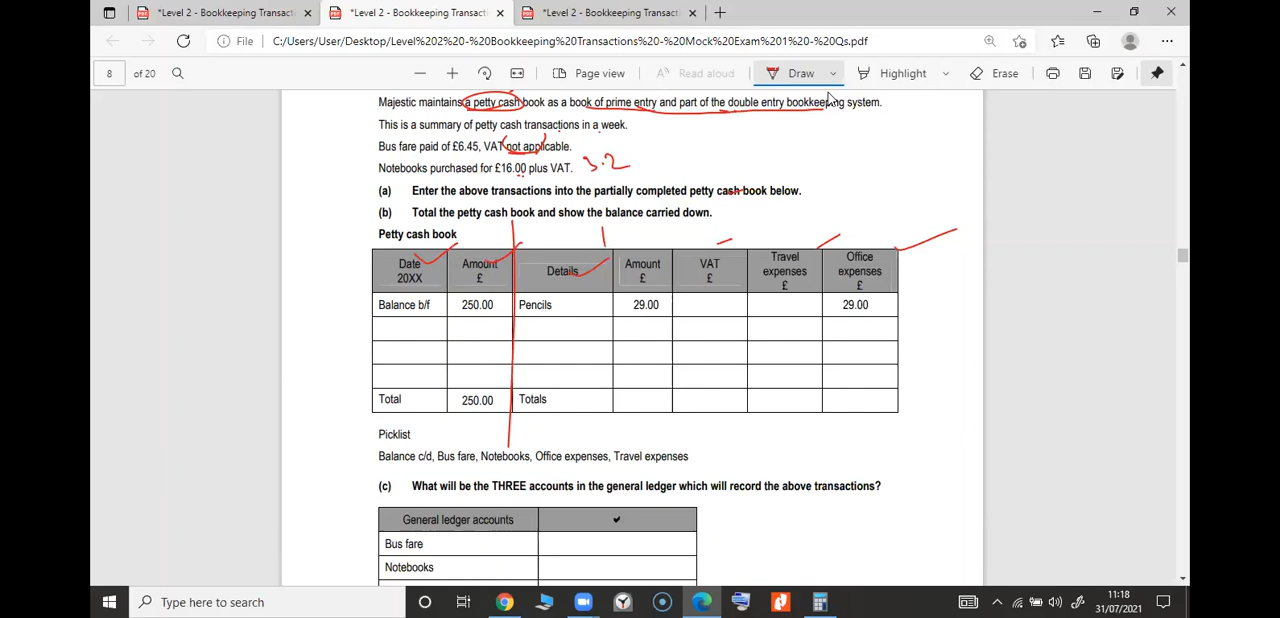 *Level 2 - Bookkeeping Transacti
*Level 2 - Bookkeeping Transacti
*Level 2 - Bookkeeping Transacti
File C:/Users/User/Desktop/Level%202%20-%20Bookkeeping%20Transactions%20-%20Mock%20Exam%201%20-%20Qs.pdf
8 of 20 Page view Read aloud Draw Highlight Erase
Majestic maintains a petty cash book as a book of prime entry and part of the double entry bookkeeping system.
This is a summary of petty cash transactions in a week.
Bus fare paid of £6.45, VAT not applicable.
Notebooks purchased for £16.00 plus VAT. 3.2
(a) Enter the above transactions into the partially completed petty cash book below.
(b) Total the petty cash book and show the balance carried down.
Petty cash book
Date 20XX Amount £ Details Amount £ VAT £ Travel expenses £ Office expenses £
Balance b/f 250.00 Pencils 29.00 29.00
Total 250.00 Totals
Picklist
Balance c/d, Bus fare, Notebooks, Office expenses, Travel expenses
(c) What will be the THREE accounts in the general ledger which will record the above transactions?
General ledger accounts ✔
Bus fare
Notebooks
Type here to search
11:18
31/07/2021